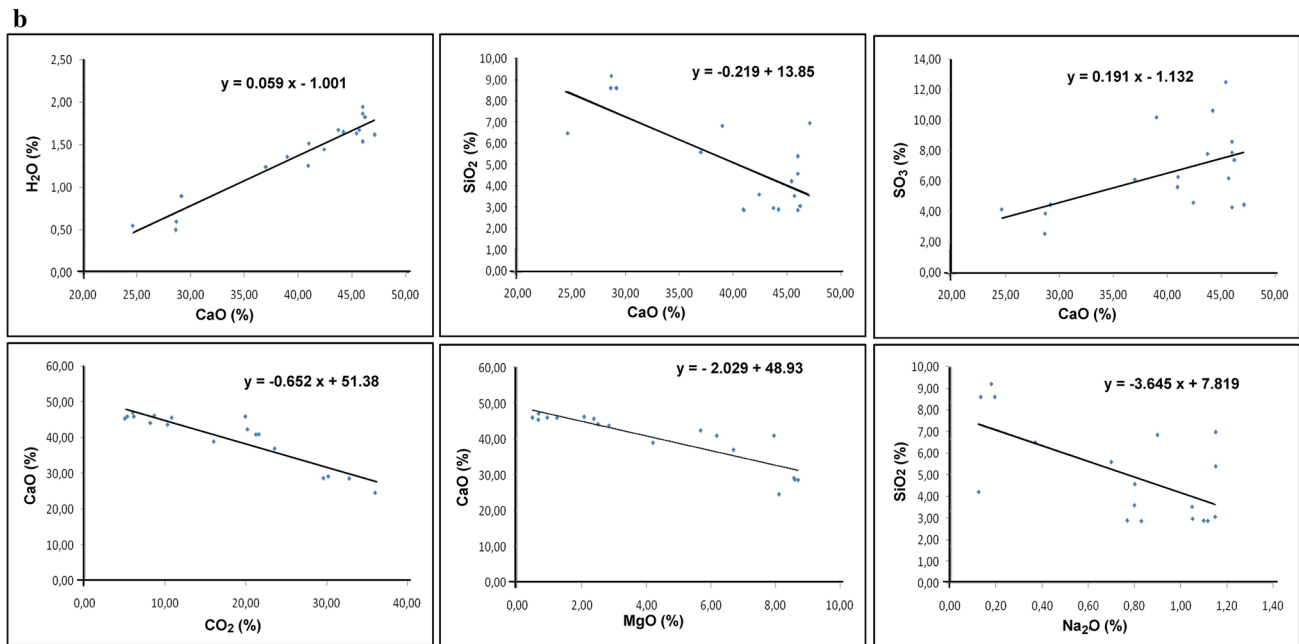 b
y = 0.059 x - 1.001
H₂O (%)
2,50
2,00
1,50
1,00
0,50
0,00
20,00 25,00 30,00 35,00 40,00 45,00 50,00
CaO (%)
y = -0.219 + 13.85
SiO₂ (%)
10,00
9,00
8,00
7,00
6,00
5,00
4,00
3,00
2,00
1,00
0,00
20,00 25,00 30,00 35,00 40,00 45,00 50,00
CaO (%)
y = 0.191 x - 1.132
SO₃ (%)
14,00
12,00
10,00
8,00
6,00
4,00
2,00
0,00
20,00 25,00 30,00 35,00 40,00 45,00 50,00
CaO (%)
y = -0.652 x + 51.38
CaO (%)
60,00
50,00
40,00
30,00
20,00
10,00
0,00
0,00 10,00 20,00 30,00 40,00
CO₂ (%)
y = - 2.029 + 48.93
CaO (%)
60,00
50,00
40,00
30,00
20,00
10,00
0,00
0,00 2,00 4,00 6,00 8,00 10,00
MgO (%)
y = -3.645 x + 7.819
SiO₂ (%)
10,00
9,00
8,00
7,00
6,00
5,00
4,00
3,00
2,00
1,00
0,00
0,00 0,20 0,40 0,60 0,80 1,00 1,20 1,40
Na₂O (%)